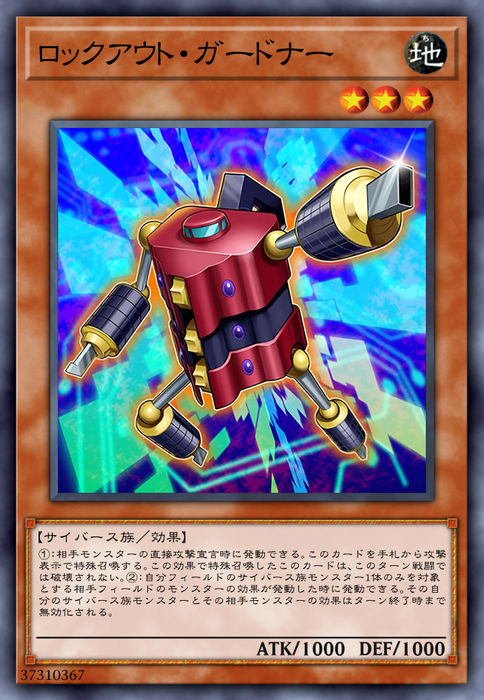 ロックアウト・ガードナー
ち
地
【サイバース族／効果】
①：相手モンスターの直接攻撃宣言時に発動できる。このカードを手札から攻撃
表示で特殊召喚する。この効果で特殊召喚したこのカードは、このターン戦闘で
は破壊されない。②：自分フィールドのサイバース族モンスター1体のみを対象
とする相手フィールドのモンスターの効果が発動した時に発動できる。その自
分のサイバース族モンスターとその相手モンスターの効果はターン終了時まで
無効化される。
ATK/1000 DEF/1000
37310367